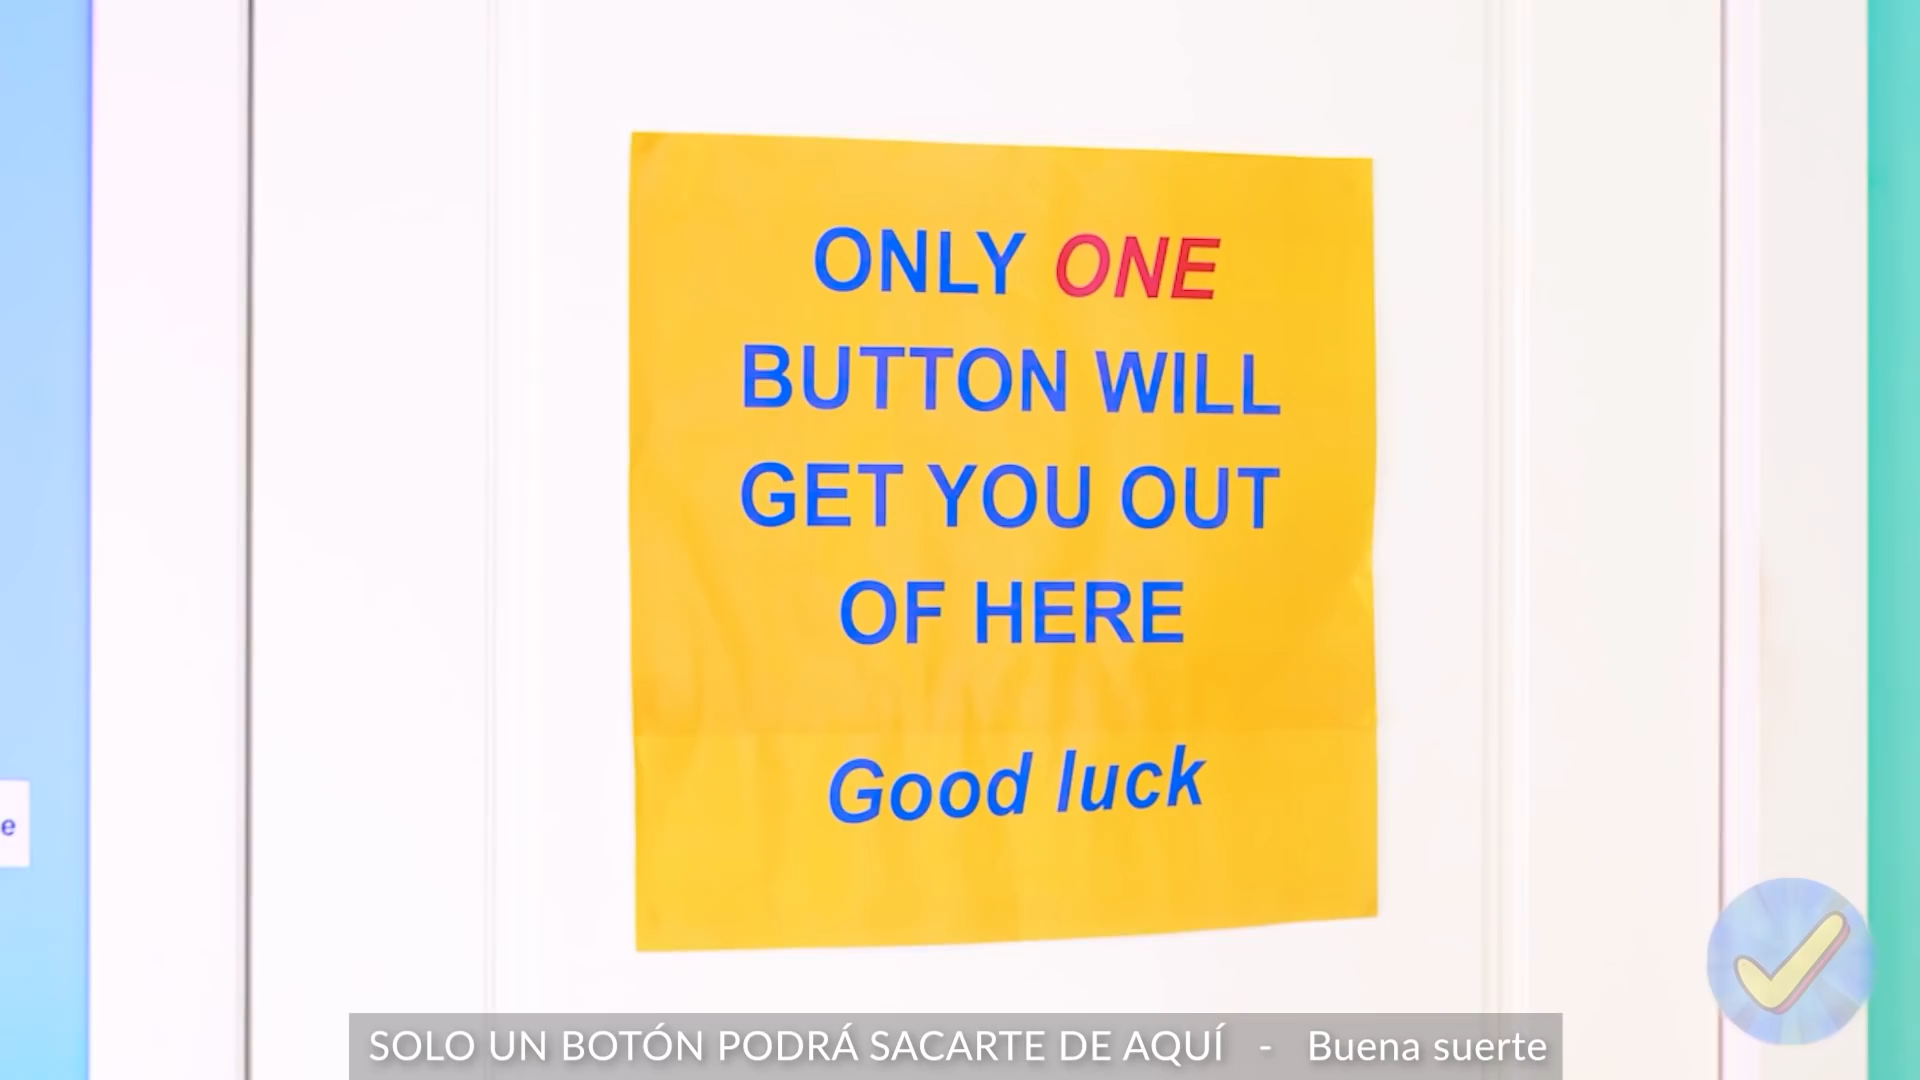 ONLY ONE
BUTTON WILL
GET YOU OUT
OF HERE
Good luck
e
SOLO UN BOTÓN PODRÁ SACARTE DE AQUÍ - Buena suerte